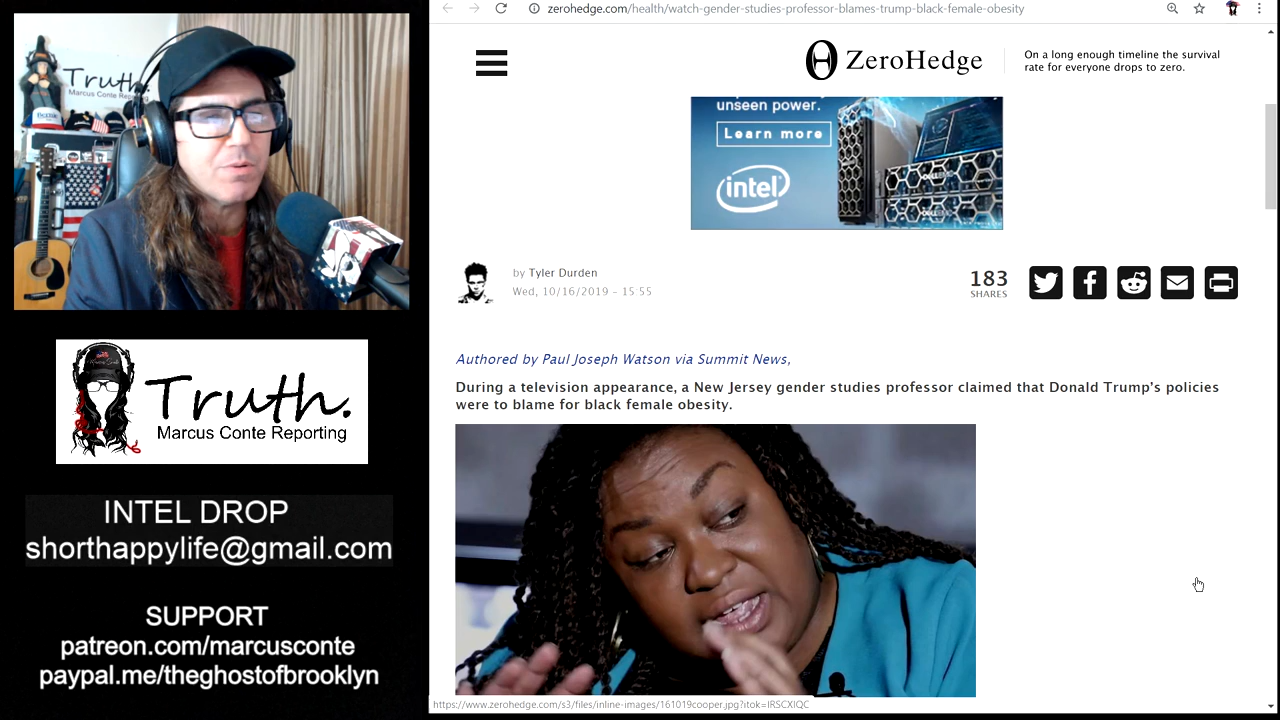 Truth.
Marcus Conte Reporting
Truth.
Marcus Conte Reporting
INTEL DROP
shorthappylife@gmail.com
SUPPORT
patreon.com/marcusconte
paypal.me/theghostofbrooklyn
zerohedge.com/health/watch-gender-studies-professor-blames-trump-black-female-obesity
ZeroHedge
On a long enough timeline the survival
rate for everyone drops to zero.
unseen power.
Learn more
intel
by Tyler Durden
Wed, 10/16/2019 - 15:55
183
SHARES
Authored by Paul Joseph Watson via Summit News,
During a television appearance, a New Jersey gender studies professor claimed that Donald Trump's policies
were to blame for black female obesity.
https://www.zerohedge.com/s3/files/inline-images/161019cooper.jpg?itok=IRSCXIQC